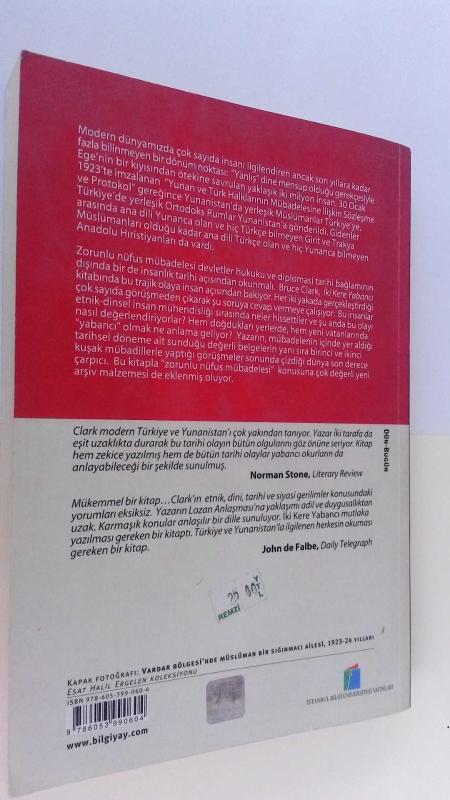 Modern dünyamızda çok sayıda insanı ilgilendiren ancak son yıllara kadar
fazla bilinmeyen bir dönüm noktası: "Yanlış" dine mensup olduğu gerekçesiyle
Ege'nin bir kıyısından ötekine savrulan yaklaşık iki milyon insan. 30 Ocak
1923'te imzalanan "Yunan ve Türk Halklarının Mübadelesine İlişkin Sözleşme
ve Protokol" gereğince Yunanistan'da yerleşik Müslümanlar Türkiye'ye,
Türkiye'de yerleşik Ortodoks Rumlar Yunanistan'a gönderildi. Gidenler
arasında ana dili Yunanca olan ve hiç Türkçe bilmeyen Girit ve Trakya
Müslümanları olduğu kadar ana dili Türkçe olan ve hiç Yunanca bilmeyen
Anadolu Hıristiyanları da vardı.
Zorunlu nüfus mübadelesi devletler hukuku ve diplomasi tarihi bağlamının
dışında bir de insanlık tarihi açısından okunmalı. Bruce Clark, İki Kere Yabancı
kitabında bu trajik olaya insan açısından bakıyor. Her iki yakada gerçekleştirdiği
çok sayıda görüşmeden çıkarak şu soruya cevap vermeye çalışıyor: Bu insanlar
etnik-dinsel insan mühendisliği sırasında neler hissettiler ve şu anda bu olayı
nasıl değerlendiriyorlar? Hem doğdukları yerlerde, hem yeni vatanlarında
"yabancı" olmak ne anlama geliyor? Yazarın, mübadelenin içinde yer aldığı
tarihsel döneme ait sunduğu değerli belgelerin yanı sıra birinci ve ikinci
kuşak mübadillerle yaptığı görüşmeler sonunda çizdiği dünya son derece
çarpıcı. Bu kitapla "zorunlu nüfus mübadelesi" konusuna çok değerli yeni
arşiv malzemesi de eklenmiş oluyor.
DÜN-BUGÜN
Clark modern Türkiye ve Yunanistan'ı çok yakından tanıyor. Yazar iki tarafa da
eşit uzaklıkta durarak bu tarihi olayın bütün olgularını göz önüne seriyor. Kitap
hem zekice yazılmış hem de bütün tarihi olaylar yabancı okurların da
anlayabileceği bir şekilde sunulmuş.
Norman Stone, Literary Review
Mükemmel bir kitap...Clark'ın etnik, dini, tarihi ve siyasi gerilimler konusundaki
yorumları eksiksiz. Yazarın Lozan Anlaşması'na yaklaşımı adil ve duygusallıktan
uzak. Karmaşık konular anlaşılır bir dille sunuluyor. İki Kere Yabancı mutlaka
yazılması gereken bir kitaptı. Türkiye ve Yunanistan'la ilgilenen herkesin okuması
gereken bir kitap.
John de Falbe, Daily Telegraph
REMZİ
YTL
KAPAK FOTOĞRAFI: VARDAR BÖLGESİ'NDE MÜSLÜMAN BİR SIĞINMACI AİLESİ, 1923-24 YILLARI
ESAT HALİL ERGELEN KOLEKSİYONU
ISBN 978-605-399-060-4
9 786053 990604
www.bilgiyay.com
İSTANBUL BİLGİ ÜNİVERSİTESİ YAYINLARI